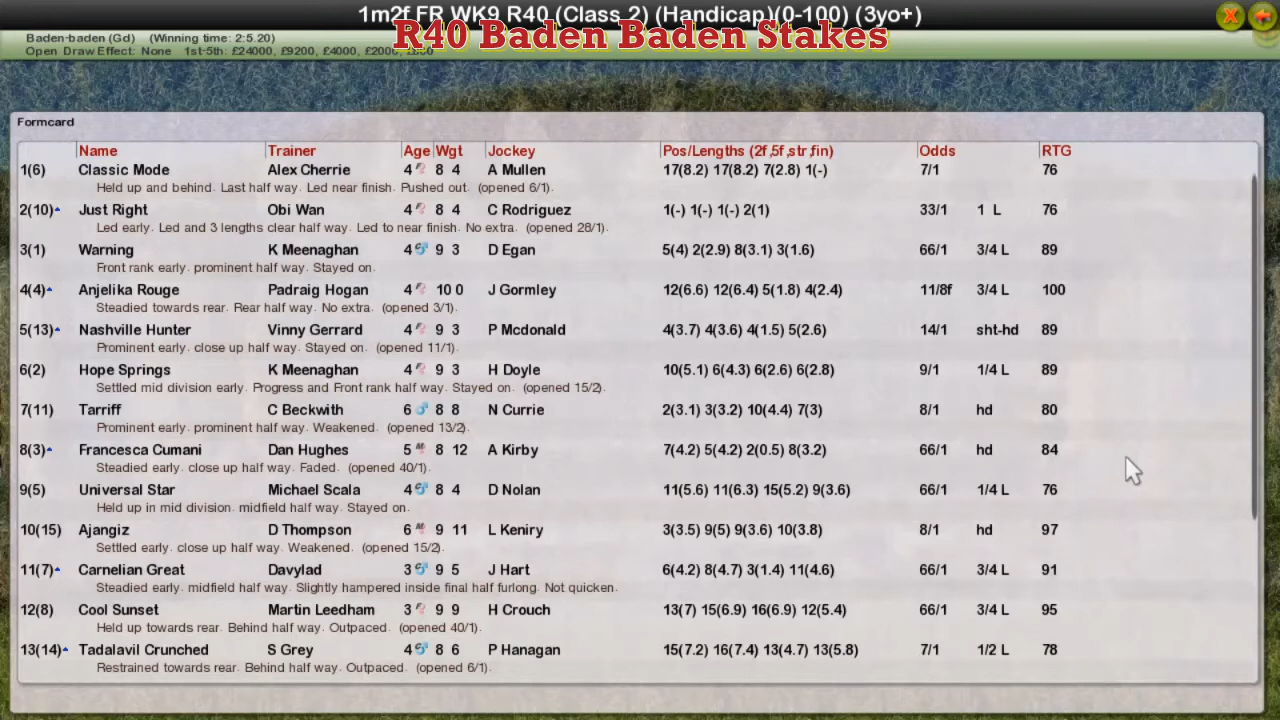 1m2f FR WK9 R40 (Class 2) (Handicap)(0-100) (3yo+)
R40 Baden Baden Stakes
Baden-baden (Gd) (Winning time: 2:5.20)
Open Draw Effect: None 1st-5th: £24000, £9200, £4000,
Formcard
Name Trainer Age Wgt Jockey Pos/Lengths (2f,5f,str,fin) Odds RTG
1(6) Classic Mode Alex Cherrie 4 8 4 A Mullen 17(8.2) 17(8.2) 7(2.8) 1(-) 7/1 76
Held up and behind. Last half way. Led near finish. Pushed out. (opened 6/1).
2(10) Just Right Obi Wan 4 8 4 C Rodriguez 1(-) 1(-) 1(-) 2(1) 33/1 1 L 76
Led early. Led and 3 lengths clear half way. Led to near finish. No extra. (opened 28/1).
3(1) Warning K Meenaghan 4 9 3 D Egan 5(4) 2(2.9) 8(3.1) 3(1.6) 66/1 3/4 L 89
Front rank early. prominent half way. Stayed on.
4(4) Anjelika Rouge Padraig Hogan 4 10 0 J Gormley 12(6.6) 12(6.4) 5(1.8) 4(2.4) 11/8f 3/4 L 100
Steadied towards rear. Rear half way. No extra. (opened 3/1).
5(13) Nashville Hunter Vinny Gerrard 4 9 3 P Mcdonald 4(3.7) 4(3.6) 4(1.5) 5(2.6) 14/1 sht-hd 89
Prominent early. close up half way. Stayed on. (opened 11/1).
6(2) Hope Springs K Meenaghan 4 9 3 H Doyle 10(5.1) 6(4.3) 6(2.6) 6(2.8) 9/1 1/4 L 89
Settled mid division early. Progress and Front rank half way. Stayed on. (opened 15/2).
7(11) Tarriff C Beckwith 6 8 8 N Currie 2(3.1) 3(3.2) 10(4.4) 7(3) 8/1 hd 80
Prominent early. prominent half way. Weakened. (opened 13/2).
8(3) Francesca Cumani Dan Hughes 5 8 12 A Kirby 7(4.2) 5(4.2) 2(0.5) 8(3.2) 66/1 hd 84
Steadied early. close up half way. Faded. (opened 40/1).
9(5) Universal Star Michael Scala 4 8 4 D Nolan 11(5.6) 11(6.3) 15(5.2) 9(3.6) 66/1 1/4 L 76
Held up in mid division. midfield half way. Stayed on.
10(15) Ajangiz D Thompson 6 9 11 L Keniry 3(3.5) 9(5) 9(3.6) 10(3.8) 8/1 hd 97
Settled early. close up half way. Weakened. (opened 15/2).
11(7) Carnelian Great Davylad 3 9 5 J Hart 6(4.2) 8(4.7) 3(1.4) 11(4.6) 66/1 3/4 L 91
Steadied early. midfield half way. Slightly hampered inside final half furlong. Not quicken.
12(8) Cool Sunset Martin Leedham 3 9 9 H Crouch 13(7) 15(6.9) 16(6.9) 12(5.4) 66/1 3/4 L 95
Held up towards rear. Behind half way. Outpaced. (opened 40/1).
13(14) Tadalavil Crunched S Grey 4 8 6 P Hanagan 15(7.2) 16(7.4) 13(4.7) 13(5.8) 7/1 1/2 L 78
Restrained towards rear. Behind half way. Outpaced. (opened 6/1).